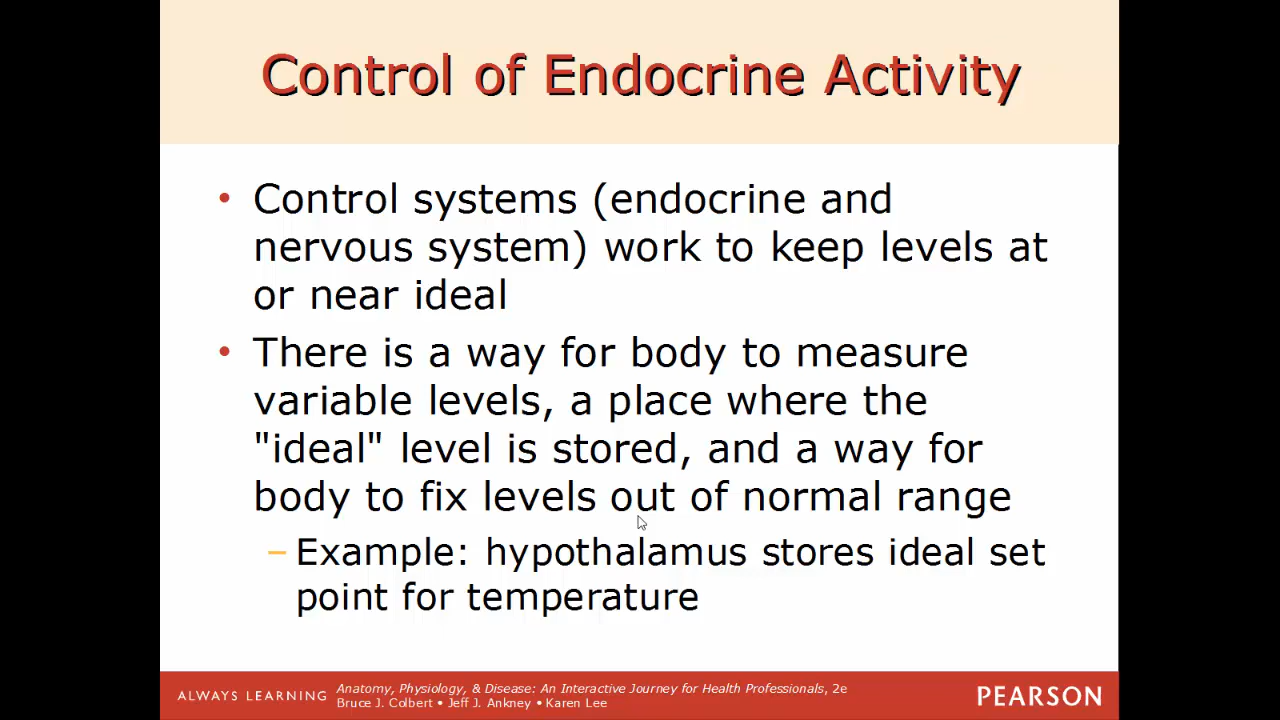 Control of Endocrine Activity
• Control systems (endocrine and
nervous system) work to keep levels at
or near ideal
• There is a way for body to measure
variable levels, a place where the
"ideal" level is stored, and a way for
body to fix levels out of normal range
– Example: hypothalamus stores ideal set
point for temperature
ALWAYS LEARNING
Anatomy, Physiology, & Disease: An Interactive Journey for Health Professionals, 2e
Bruce J. Colbert • Jeff J. Ankney • Karen Lee
PEARSON